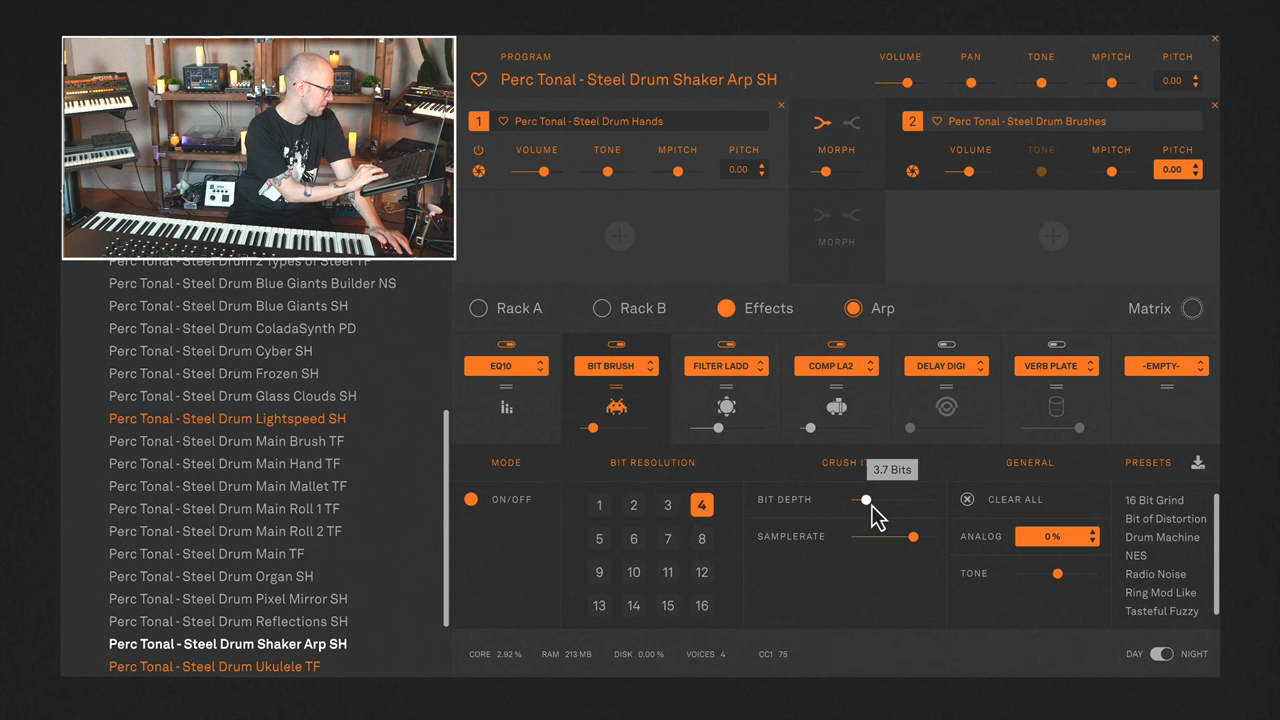 PROGRAM
Perc Tonal - Steel Drum Shaker Arp SH
VOLUME PAN TONE MPITCH PITCH
0.00
1 Perc Tonal - Steel Drum Hands
VOLUME TONE MPITCH PITCH
0.00
MORPH
2 Perc Tonal - Steel Drum Brushes
VOLUME TONE MPITCH PITCH
0.00
MORPH
Perc Tonal - Steel Drum 2 Types of Steel TF
Perc Tonal - Steel Drum Blue Giants Builder NS
Perc Tonal - Steel Drum Blue Giants SH
Perc Tonal - Steel Drum ColadaSynth PD
Perc Tonal - Steel Drum Cyber SH
Perc Tonal - Steel Drum Frozen SH
Perc Tonal - Steel Drum Glass Clouds SH
Perc Tonal - Steel Drum Lightspeed SH
Perc Tonal - Steel Drum Main Brush TF
Perc Tonal - Steel Drum Main Hand TF
Perc Tonal - Steel Drum Main Mallet TF
Perc Tonal - Steel Drum Main Roll 1 TF
Perc Tonal - Steel Drum Main Roll 2 TF
Perc Tonal - Steel Drum Main TF
Perc Tonal - Steel Drum Organ SH
Perc Tonal - Steel Drum Pixel Mirror SH
Perc Tonal - Steel Drum Reflections SH
Perc Tonal - Steel Drum Shaker Arp SH
Perc Tonal - Steel Drum Ukulele TF
Rack A Rack B Effects Arp Matrix
EQ10 BIT BRUSH FILTER LADD COMP LA2 DELAY DIGI VERB PLATE -EMPTY-
MODE
ON/OFF
BIT RESOLUTION
1 2 3 4
5 6 7 8
9 10 11 12
13 14 15 16
CRUSH I
3.7 Bits
BIT DEPTH
SAMPLERATE
GENERAL
CLEAR ALL
ANALOG 0 %
TONE
PRESETS
16 Bit Grind
Bit of Distortion
Drum Machine
NES
Radio Noise
Ring Mod Like
Tasteful Fuzzy
CORE 2.92 % RAM 213 MB DISK 0.00 % VOICES 4 CC1 75
DAY NIGHT